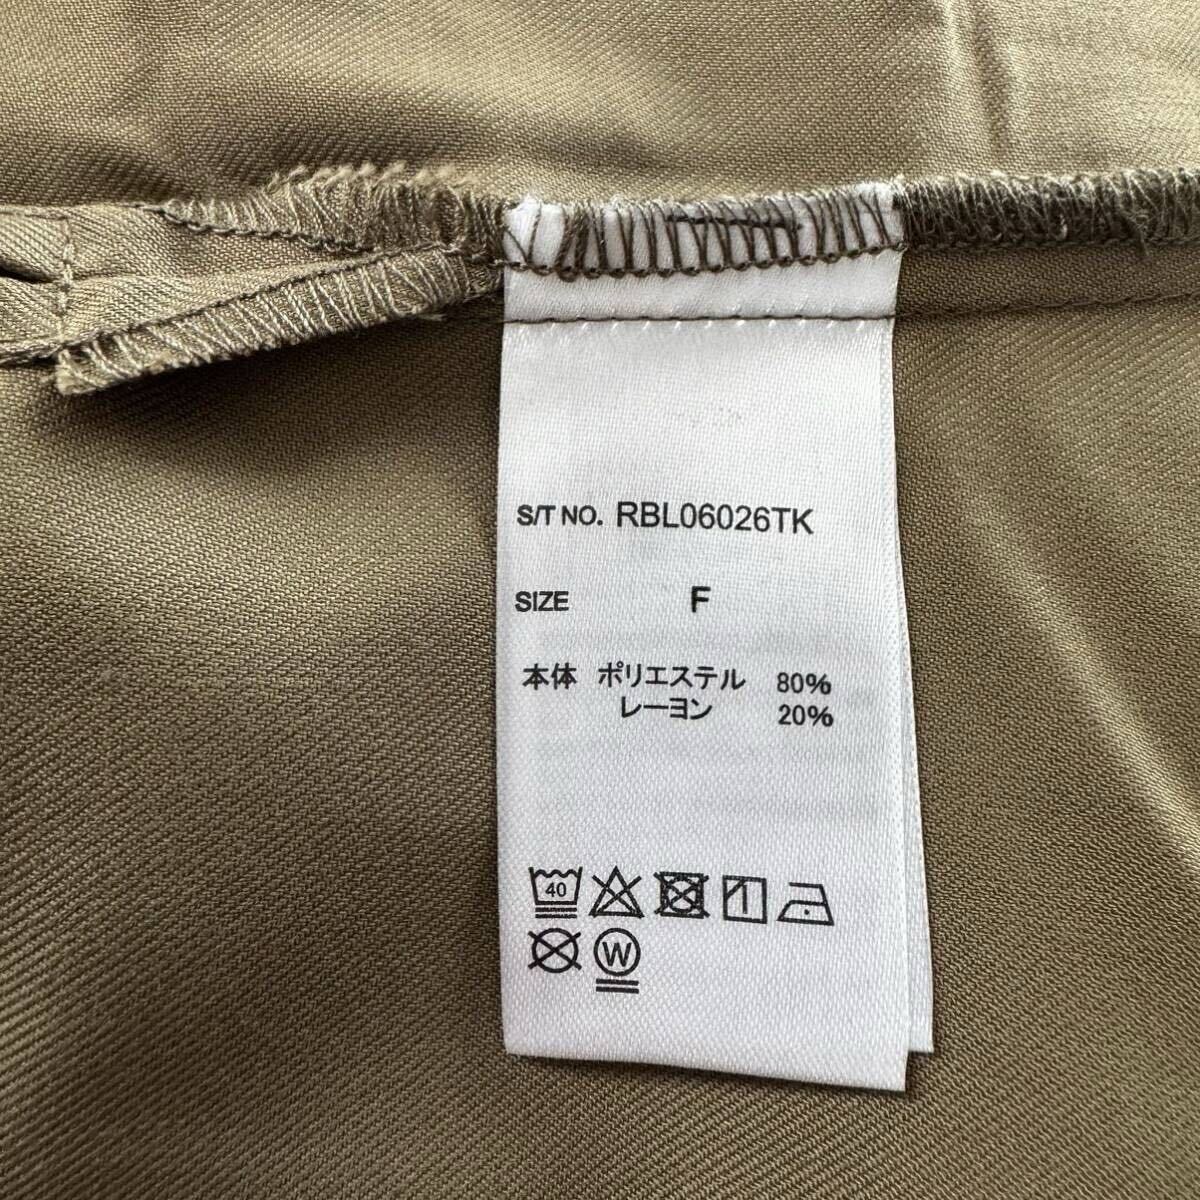 S/T NO. RBL06026TK
SIZE F
本体 ポリエステル 80%
レーヨン 20%
40
W